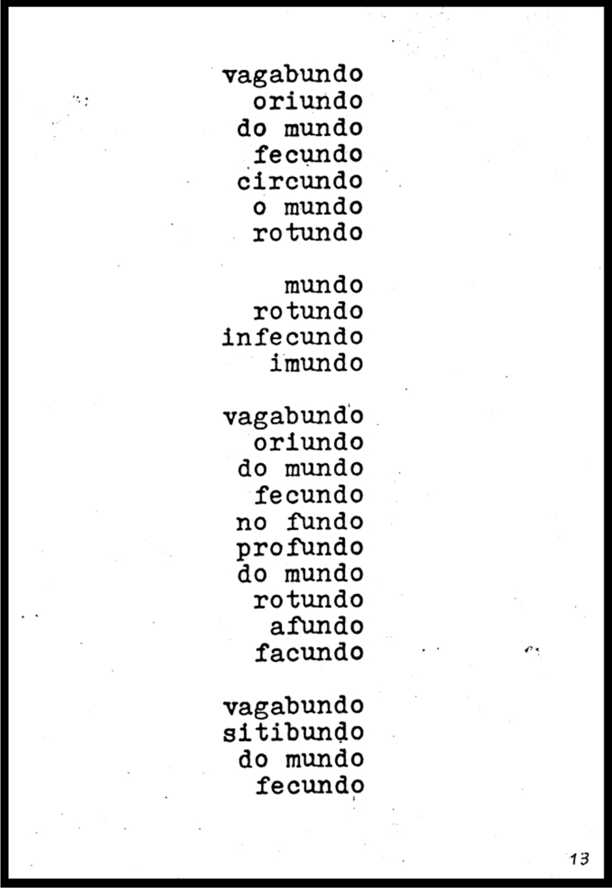 vagabundo
oriundo
do mundo
fecundo
circundo
o mundo
rotundo
mundo
rotundo
infecundo
imundo
vagabundo
oriundo
do mundo
fecundo
no fundo
profundo
do mundo
rotundo
afundo
facundo
vagabundo
sitibundo
do mundo
fecundo
13